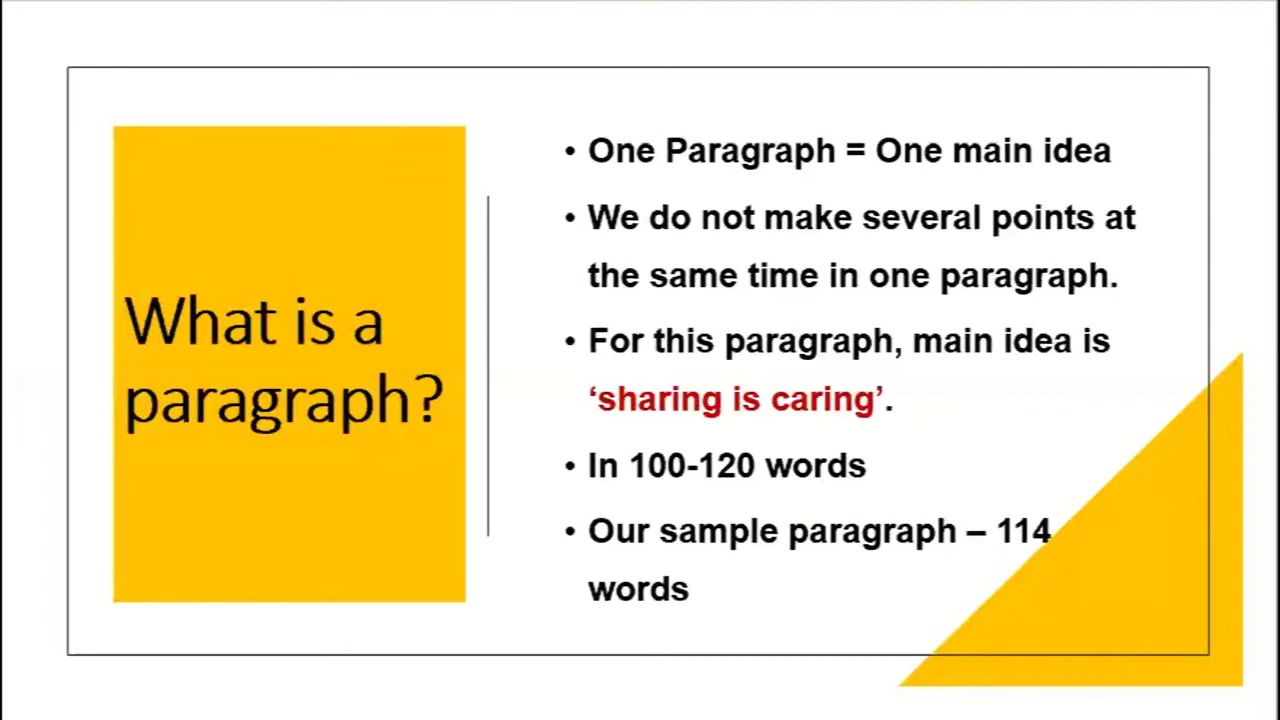 What is a
paragraph?
• One Paragraph = One main idea
• We do not make several points at
the same time in one paragraph.
• For this paragraph, main idea is
‘sharing is caring’.
• In 100-120 words
• Our sample paragraph – 114
words